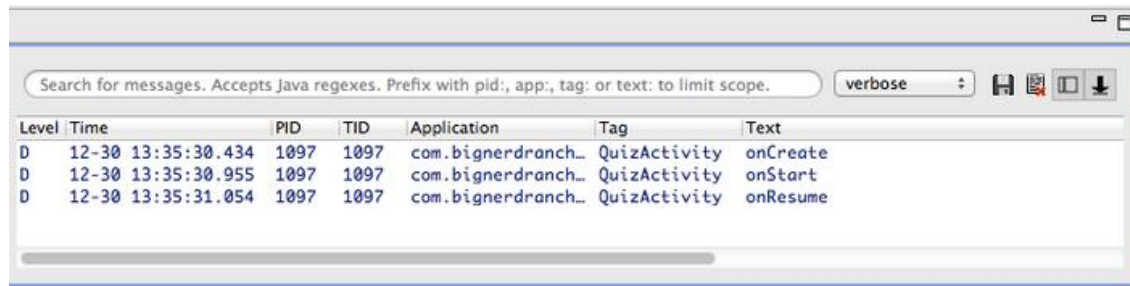 Search for messages. Accepts Java regexes. Prefix with pid:, app:, tag: or text: to limit scope. verbose
Level Time PID TID Application Tag Text
D 12-30 13:35:30.434 1097 1097 com.bignerdranch… QuizActivity onCreate
D 12-30 13:35:30.955 1097 1097 com.bignerdranch… QuizActivity onStart
D 12-30 13:35:31.054 1097 1097 com.bignerdranch… QuizActivity onResume